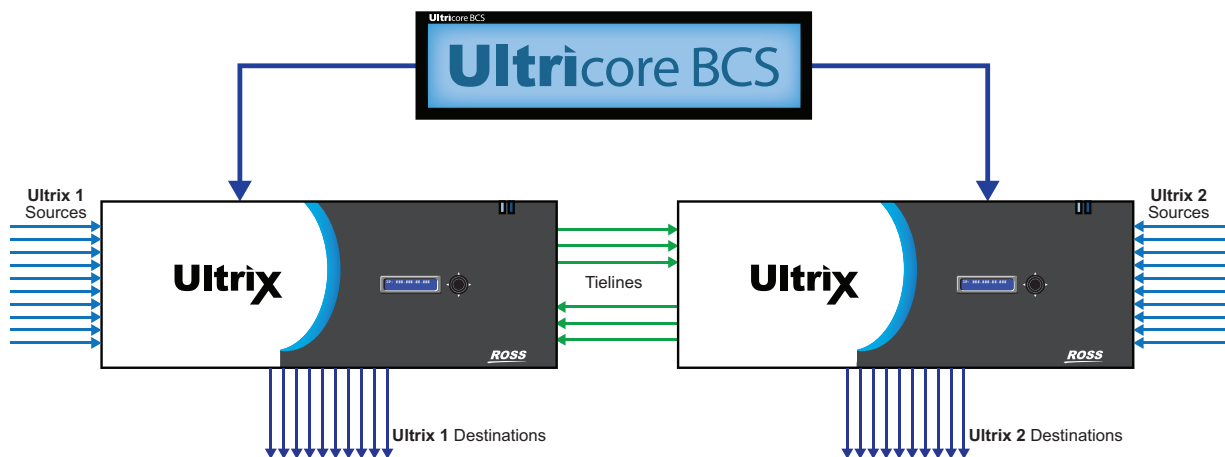 Ultricore BCS
Ultricore BCS
Ultrix 1
Sources
Ultrix 2
Sources
Ultrix
Tielines
Ultrix
ROSS
ROSS
Ultrix 1 Destinations
Ultrix 2 Destinations